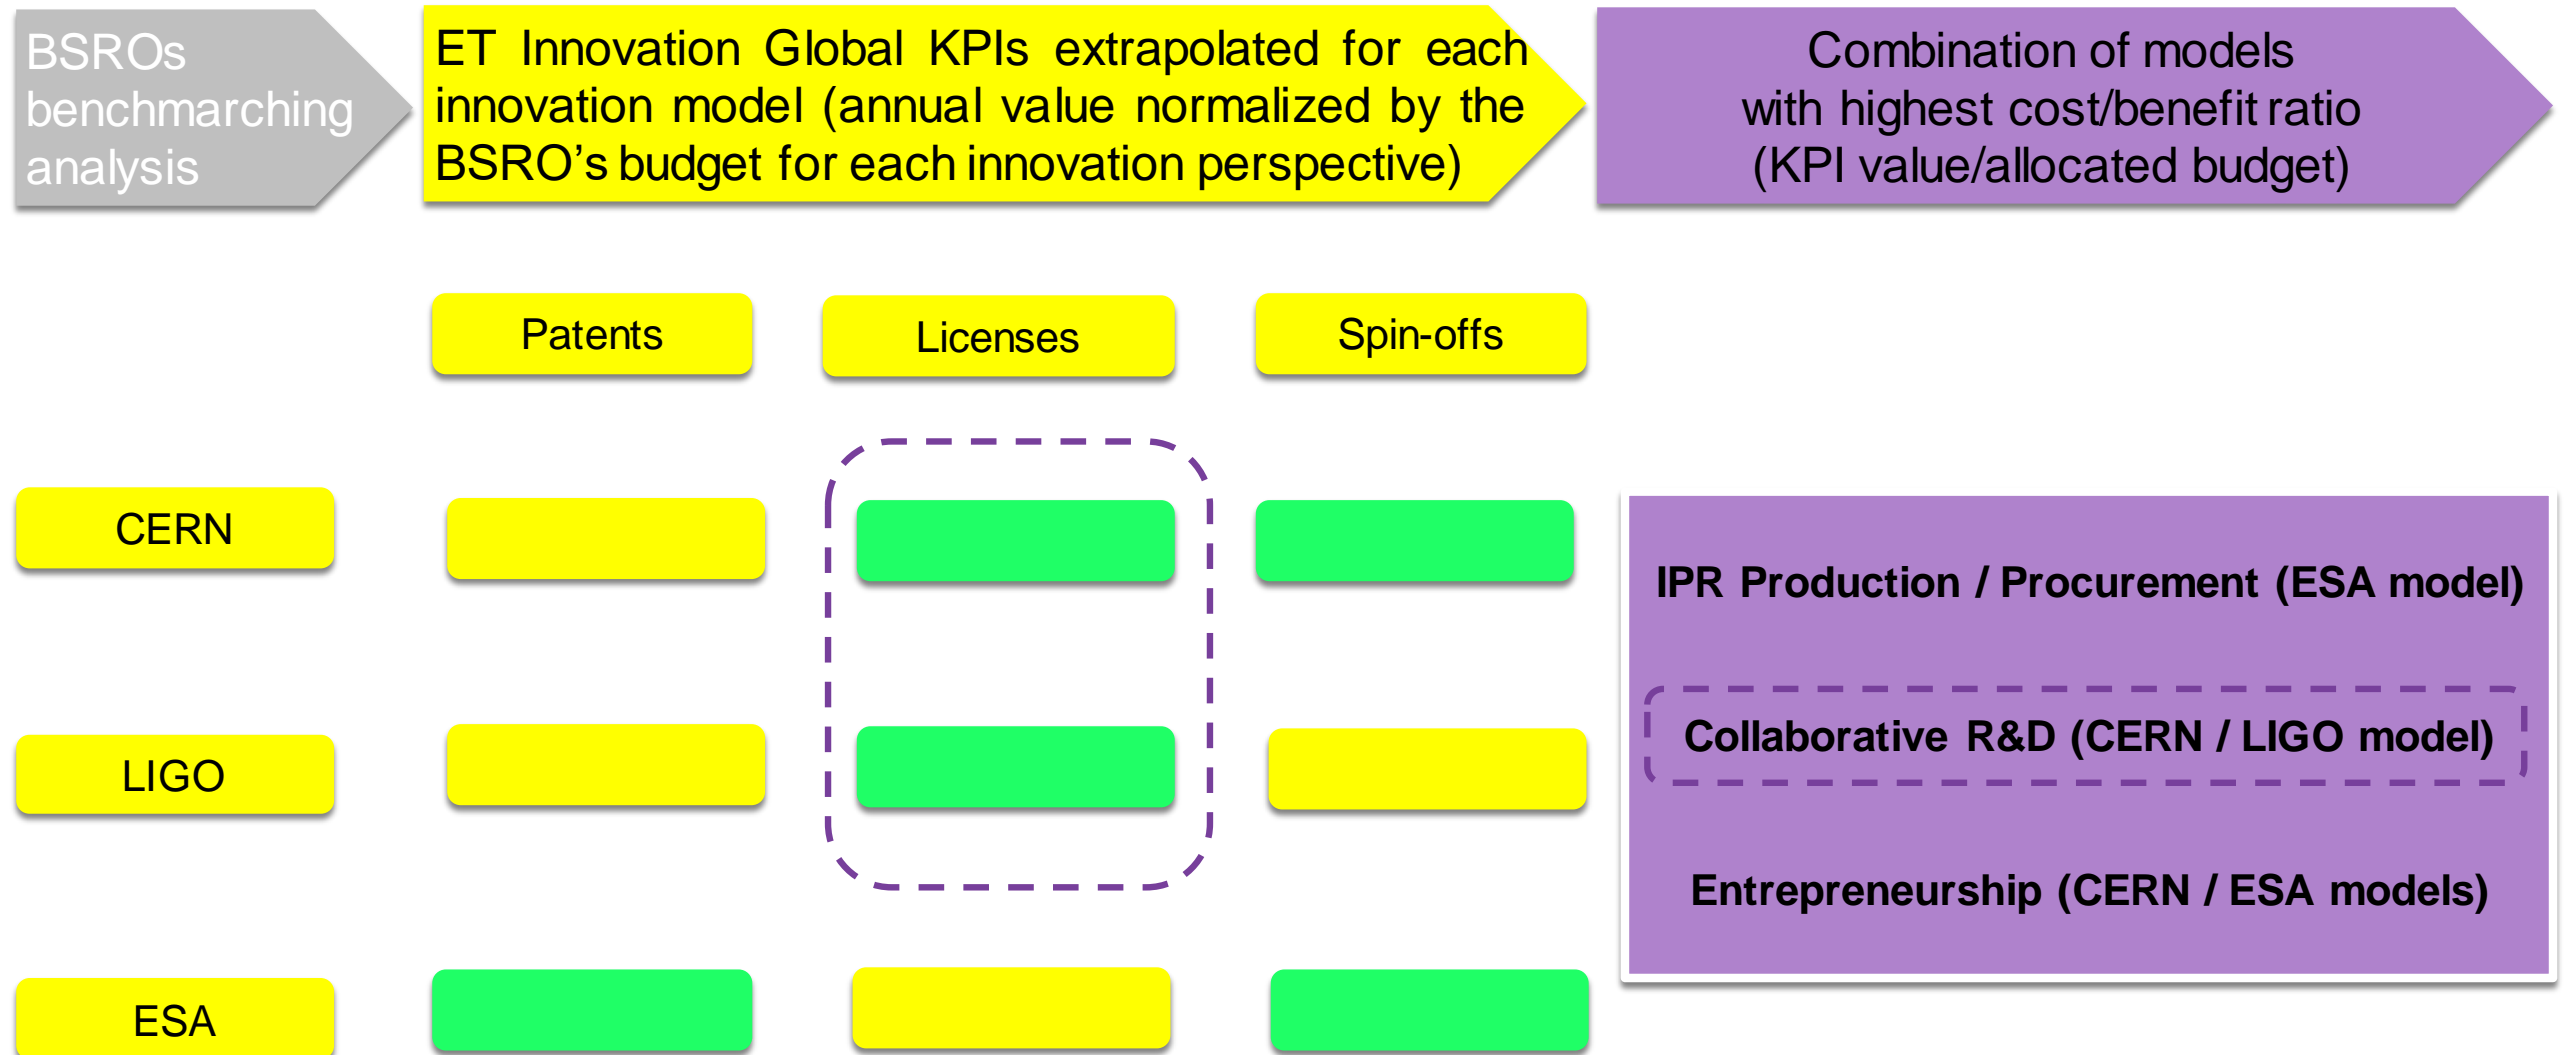 BSROs
benchmarching
analysis
ET Innovation Global KPIs extrapolated for each
innovation model (annual value normalized by the
BSRO’s budget for each innovation perspective)
Combination of models
with highest cost/benefit ratio
(KPI value/allocated budget)
Patents
Licenses
Spin-offs
CERN
LIGO
ESA
IPR Production / Procurement (ESA model)
Collaborative R&D (CERN / LIGO model)
Entrepreneurship (CERN / ESA models)